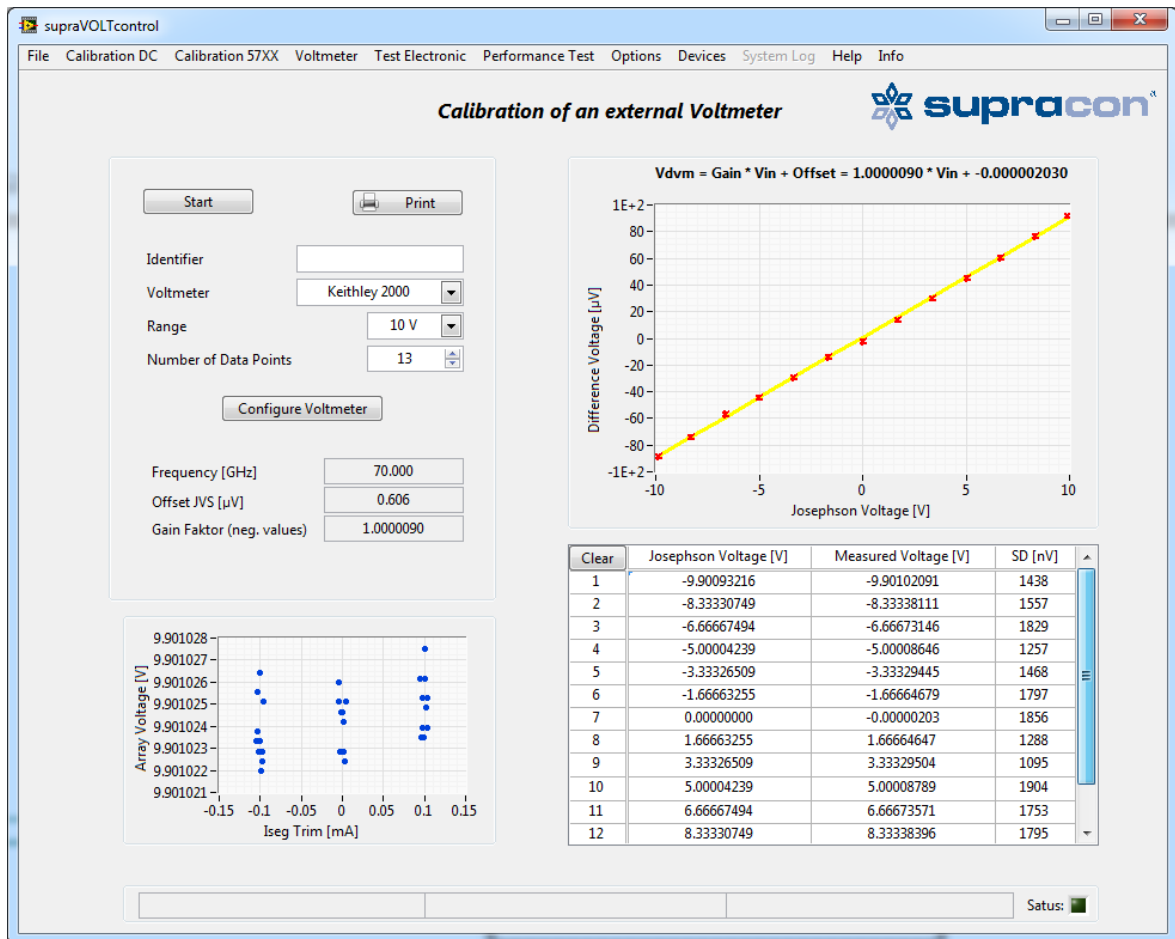 supraVOLTcontrol
File Calibration DC Calibration 57XX Voltmeter Test Electronic Performance Test Options Devices System Log Help Info
Calibration of an external Voltmeter
supracon
Start
Print
Identifier
Voltmeter Keithley 2000
Range 10 V
Number of Data Points 13
Configure Voltmeter
Frequency [GHz] 70.000
Offset JVS [µV] 0.606
Gain Faktor (neg. values) 1.0000090
Vdvm = Gain * Vin + Offset = 1.0000090 * Vin + -0.000002030
Difference Voltage [µV]
1E+2
80
60
40
20
0
-20
-40
-60
-80
-1E+2
-10 -5 0 5 10
Josephson Voltage [V]
Array Voltage [V]
9.901028
9.901027
9.901026
9.901025
9.901024
9.901023
9.901022
9.901021
-0.15 -0.1 -0.05 0 0.05 0.1 0.15
Iseg Trim [mA]
Clear Josephson Voltage [V] Measured Voltage [V] SD [nV]
1 -9.90093216 -9.90102091 1438
2 -8.33330749 -8.33338111 1557
3 -6.66667494 -6.66673146 1829
4 -5.00004239 -5.00008646 1257
5 -3.33326509 -3.33329445 1468
6 -1.66663255 -1.66664679 1797
7 0.00000000 -0.00000203 1856
8 1.66663255 1.66664647 1288
9 3.33326509 3.33329504 1095
10 5.00004239 5.00008789 1904
11 6.66667494 6.66673571 1753
12 8.33330749 8.33338396 1795
Satus: